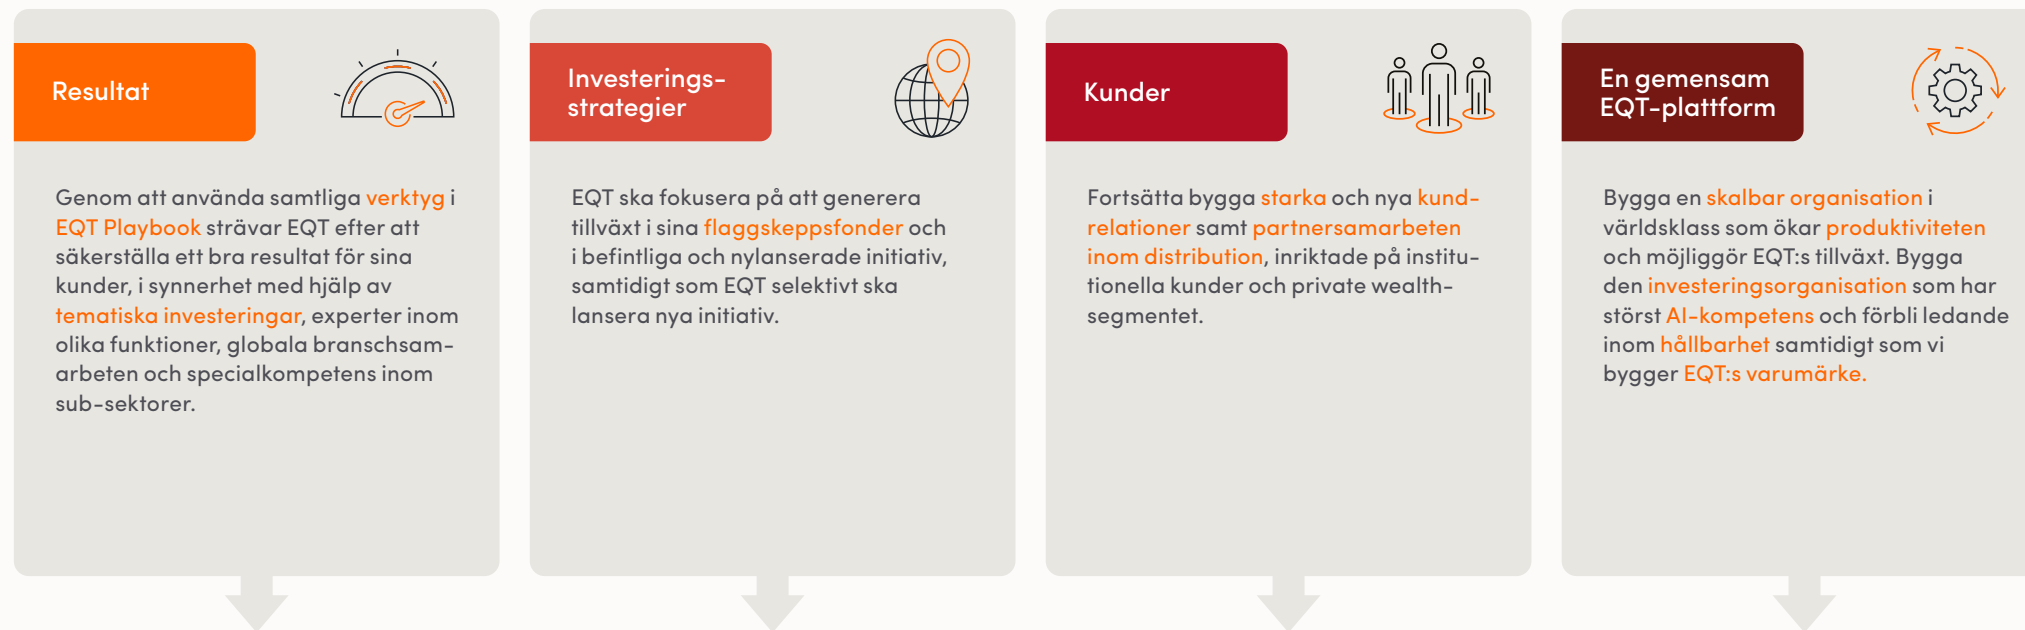 Resultat
Genom att använda samtliga verktyg i
EQT Playbook strävar EQT efter att
säkerställa ett bra resultat för sina
kunder, i synnerhet med hjälp av
tematiska investeringar, experter inom
olika funktioner, globala branschsam-
arbeten och specialkompetens inom
sub-sektorer.
Investerings-
strategier
EQT ska fokusera på att generera
tillväxt i sina flaggskeppsfonder och
i befintliga och nylanserade initiativ,
samtidigt som EQT selektivt ska
lansera nya initiativ.
Kunder
Fortsätta bygga starka och nya kund-
relationer samt partnersamarbeten
inom distribution, inriktade på institu-
tionella kunder och private wealth-
segmentet.
En gemensam
EQT-plattform
Bygga en skalbar organisation i
världsklass som ökar produktiviteten
och möjliggör EQT:s tillväxt. Bygga
den investeringsorganisation som har
störst AI-kompetens och förbli ledande
inom hållbarhet samtidigt som vi
bygger EQT:s varumärke.